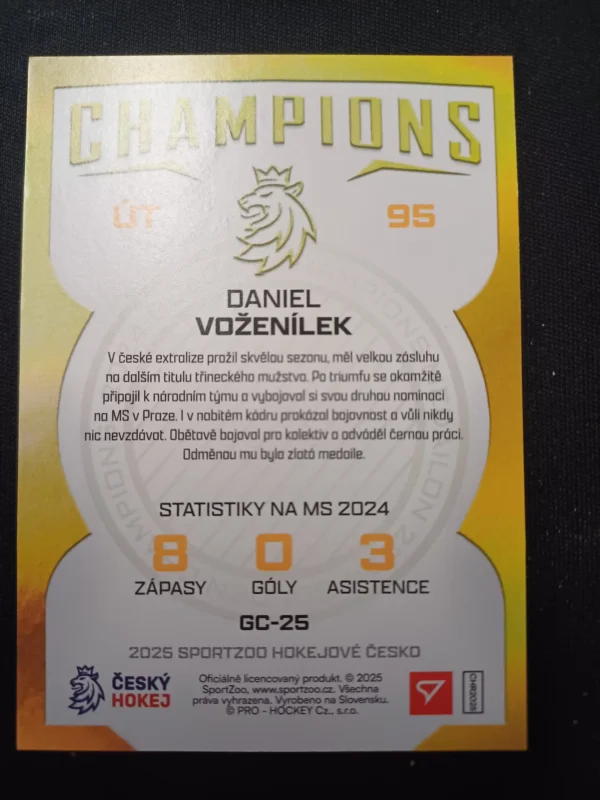 CHAMPIONS
ÚT 95
DANIEL
VOŽENÍLEK
V české extralize prožil skvělou sezonu, měl velkou zásluhu
na dalším titulu třineckého mužstva. Po triumfu se okamžitě
připojil k národním týmu a vybojoval si svou druhou nominaci
na MS v Praze. I v nabitém kádru prokázal bojovnost a vůli nikdy
nic nevzdávat. Obětavě bojoval pro kolektiv a odváděl černou práci.
Odměnou mu byla zlatá medaile.
STATISTIKY NA MS 2024
8 0 3
ZÁPASY GÓLY ASISTENCE
GC-25
2025 SPORTZOO HOKEJOVÉ ČESKO
ČESKÝ
HOKEJ
Oficiálně licencovaný produkt. © 2025
SportZoo, www.sportzoo.cz. Všechna
práva vyhrazena. Vyrobeno na Slovensku.
© PRO - HOCKEY Cz., s.r.o.
CHR2025